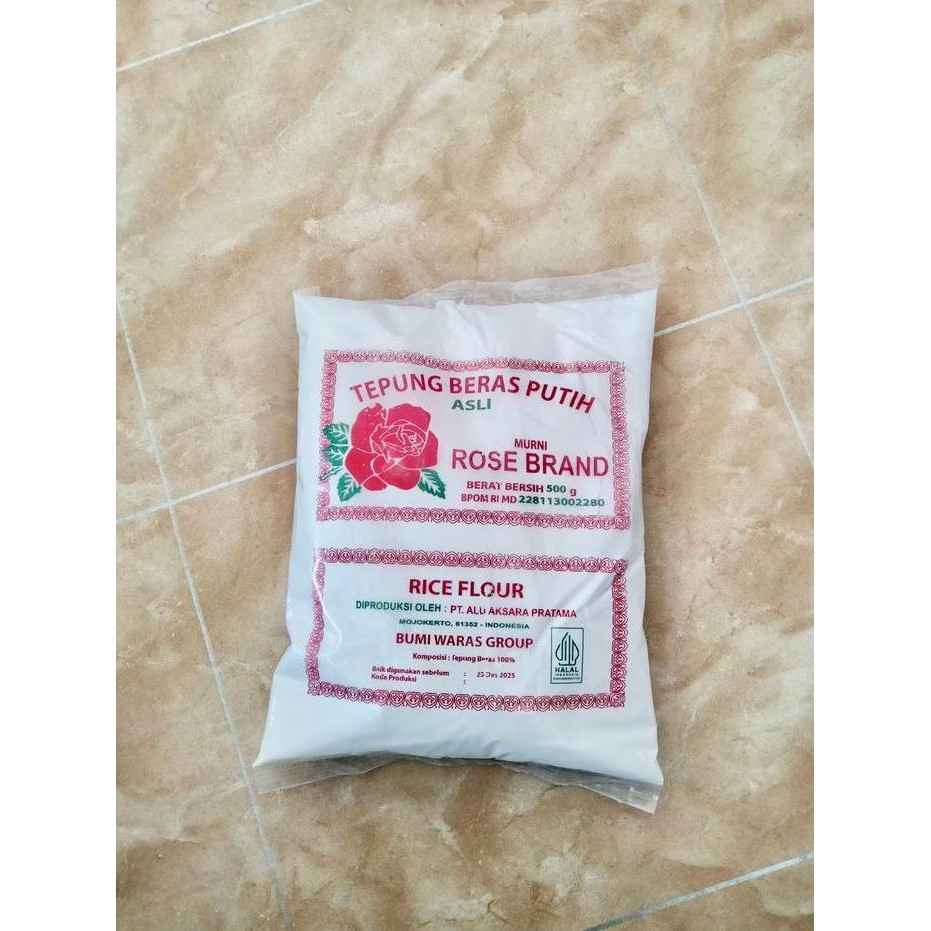 TEPUNG BERAS PUTIH
ASLI
MURNI
ROSE BRAND
BERAT BERSIH 500 g
BPOM RI MD 228113002280
RICE FLOUR
DIPRODUKSI OLEH : PT. ALU AKSARA PRATAMA
MOJOKERTO, 61352 - INDONESIA
BUMI WARAS GROUP
Komposisi : Tepung Beras 100%
Baik digunakan sebelum : 25 Des 2025
Kode Produksi :
HALAL
INDONESIA